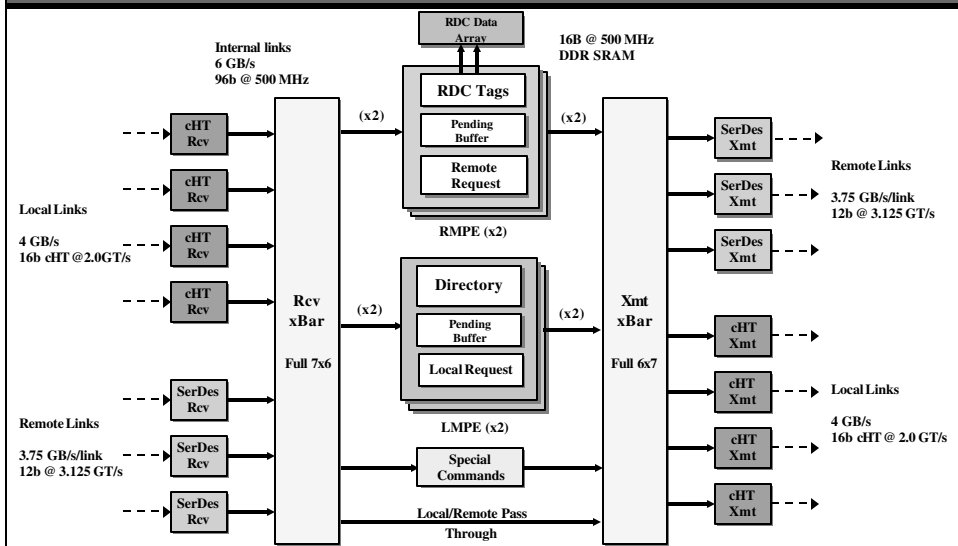 RDC Data
Array
Internal links
6 GB/s
96b @ 500 MHz
16B @ 500 MHz
DDR SRAM
RDC Tags
Pending
Buffer
Remote
Request
RMPE (x2)
(x2)
(x2)
cHT
Rcv
cHT
Rcv
cHT
Rcv
cHT
Rcv
Local Links
4 GB/s
16b cHT @2.0GT/s
SerDes
Rcv
SerDes
Rcv
SerDes
Rcv
Remote Links
3.75 GB/s/link
12b @ 3.125 GT/s
Rcv
xBar
Full 7x6
(x2)
(x2)
Directory
Pending
Buffer
Local Request
LMPE (x2)
Special
Commands
Local/Remote Pass
Through
Xmt
xBar
Full 6x7
SerDes
Xmt
SerDes
Xmt
SerDes
Xmt
Remote Links
3.75 GB/s/link
12b @ 3.125 GT/s
cHT
Xmt
cHT
Xmt
cHT
Xmt
cHT
Xmt
Local Links
4 GB/s
16b cHT @ 2.0 GT/s